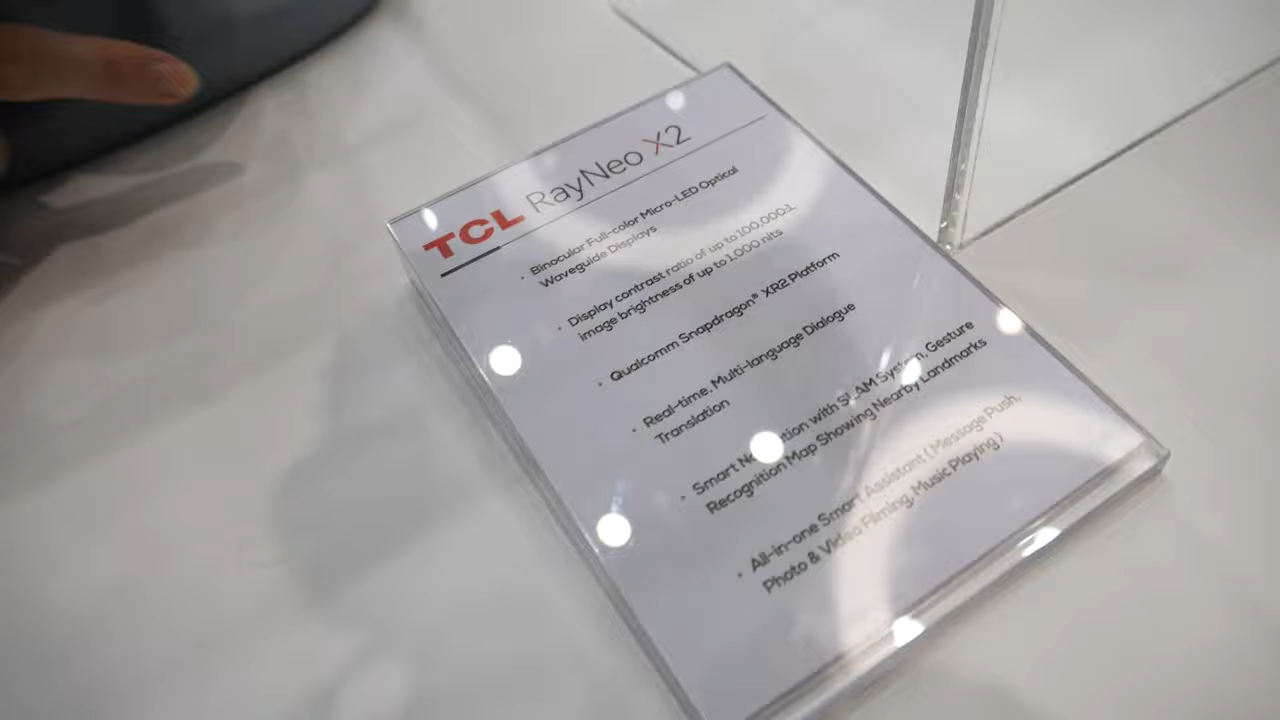 TCL RayNeo X2
• Binocular Full-color Micro-LED Optical
Waveguide Displays
• Display contrast ratio of up to 100,000:1
image brightness of up to 1,000 nits
• Qualcomm Snapdragon® XR2 Platform
• Real-time, Multi-language Dialogue
Translation
• Smart with SLAM System, Gesture
Recognition Map Showing Nearby Landmarks
• All-in-one Smart Assistant ( Message Push,
Photo & Video Filming, Music Playing )